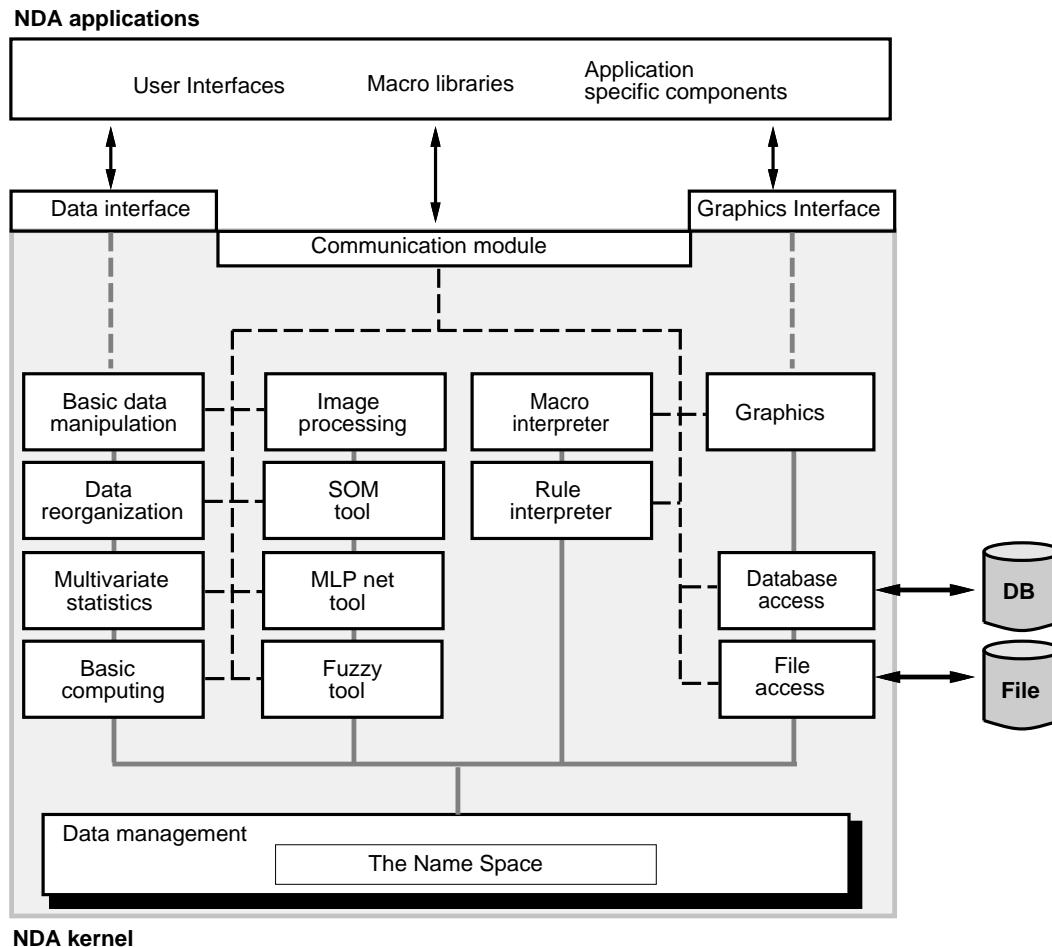 NDA applications
User Interfaces
Macro libraries
Application
specific components
Data interface
Graphics Interface
Communication module
Basic data
manipulation
Image
processing
Macro
interpreter
Graphics
Data
reorganization
SOM
tool
Rule
interpreter
Multivariate
statistics
MLP net
tool
Database
access
DB
Basic
computing
Fuzzy
tool
File
access
File
Data management
The Name Space
NDA kernel